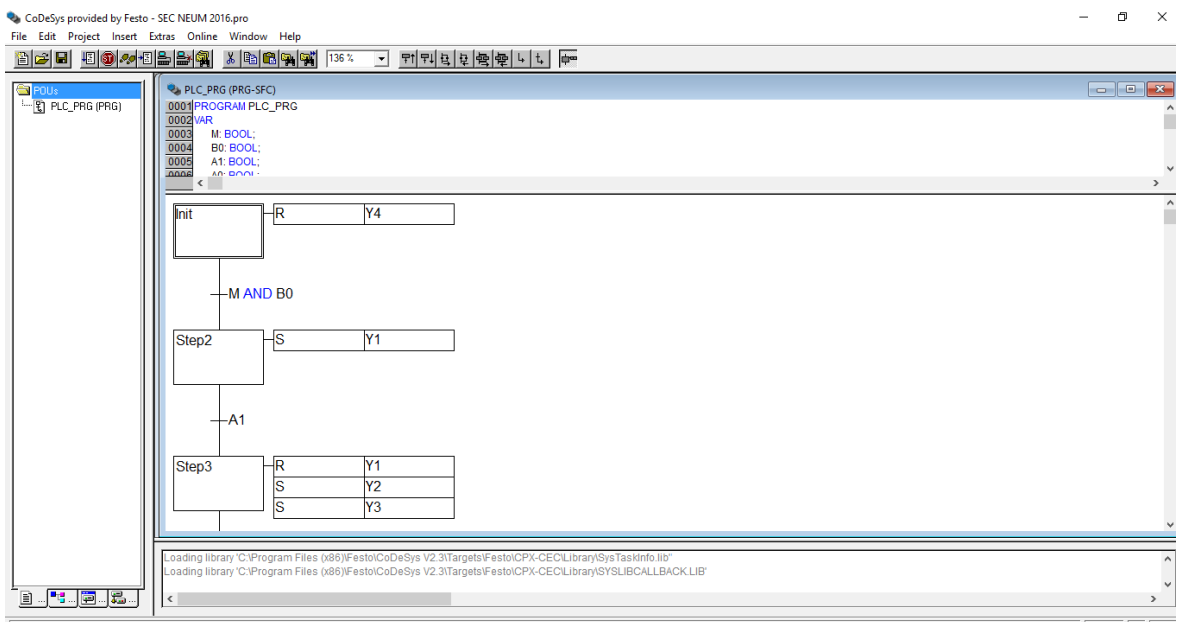 CoDeSys provided by Festo - SEC NEUM 2016.pro
File Edit Project Insert Extras Online Window Help
136 %
POUs
PLC_PRG (PRG)
PLC_PRG (PRG-SFC)
0001 PROGRAM PLC_PRG
0002 VAR
0003 M: BOOL;
0004 B0: BOOL;
0005 A1: BOOL;
0006 A0: BOOL;
Init
R Y4
M AND B0
Step2
S Y1
A1
Step3
R Y1
S Y2
S Y3
Loading library 'C:\Program Files (x86)\Festo\CoDeSys V2.3\Targets\Festo\CPX-CEC\Library\SysTaskInfo.lib"
Loading library 'C:\Program Files (x86)\Festo\CoDeSys V2.3\Targets\Festo\CPX-CEC\Library\SYSLIBCALLBACK.LIB'